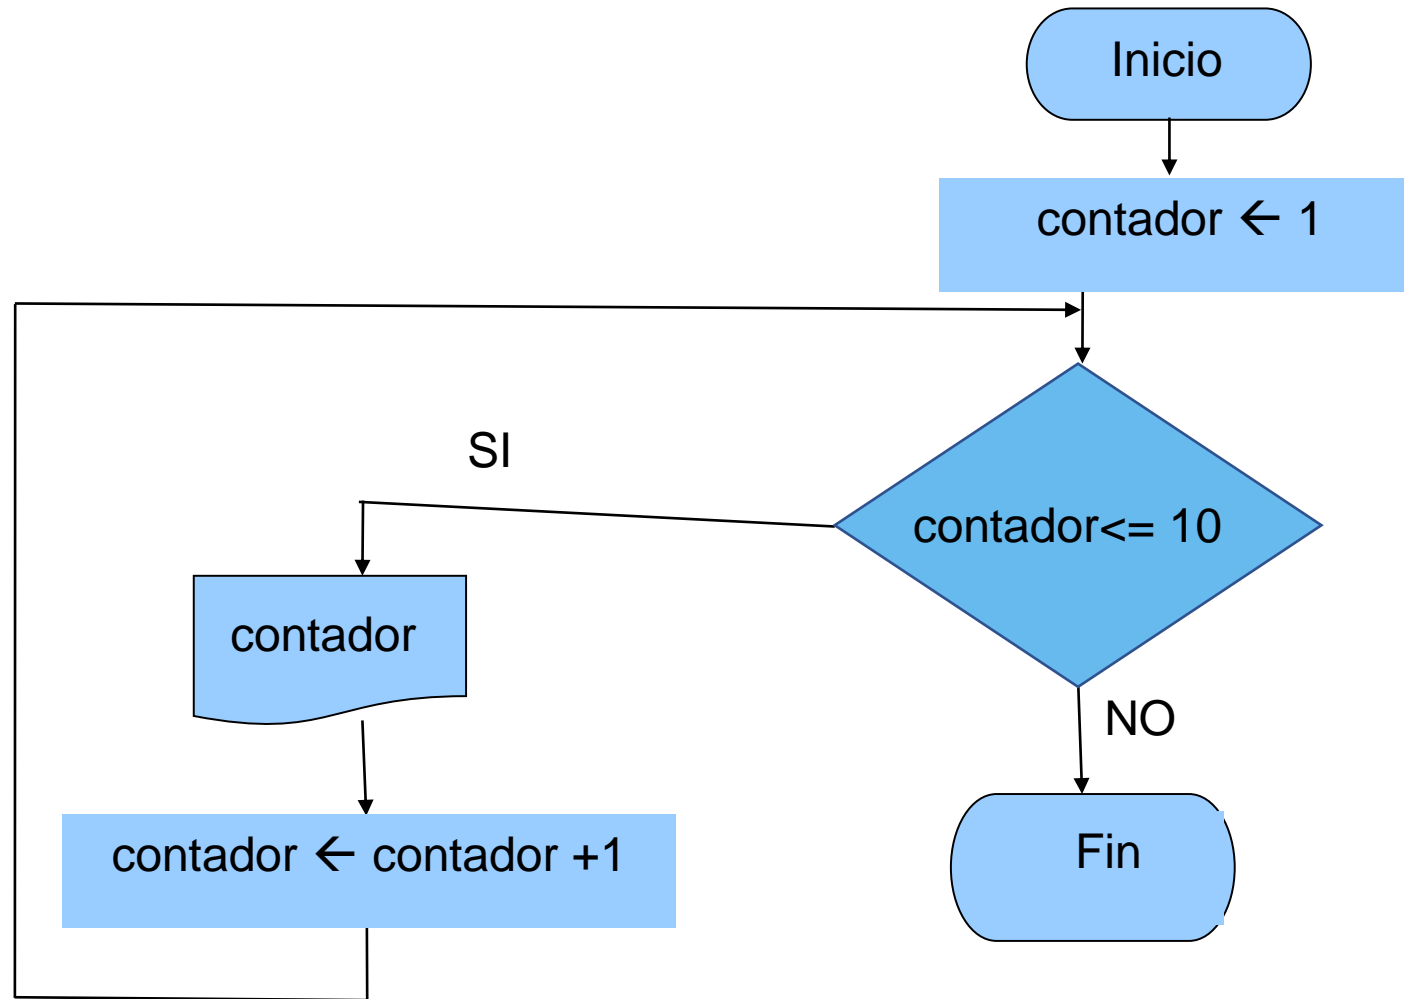 Inicio
contador ← 1
SI
contador<= 10
contador
NO
contador ← contador +1
Fin